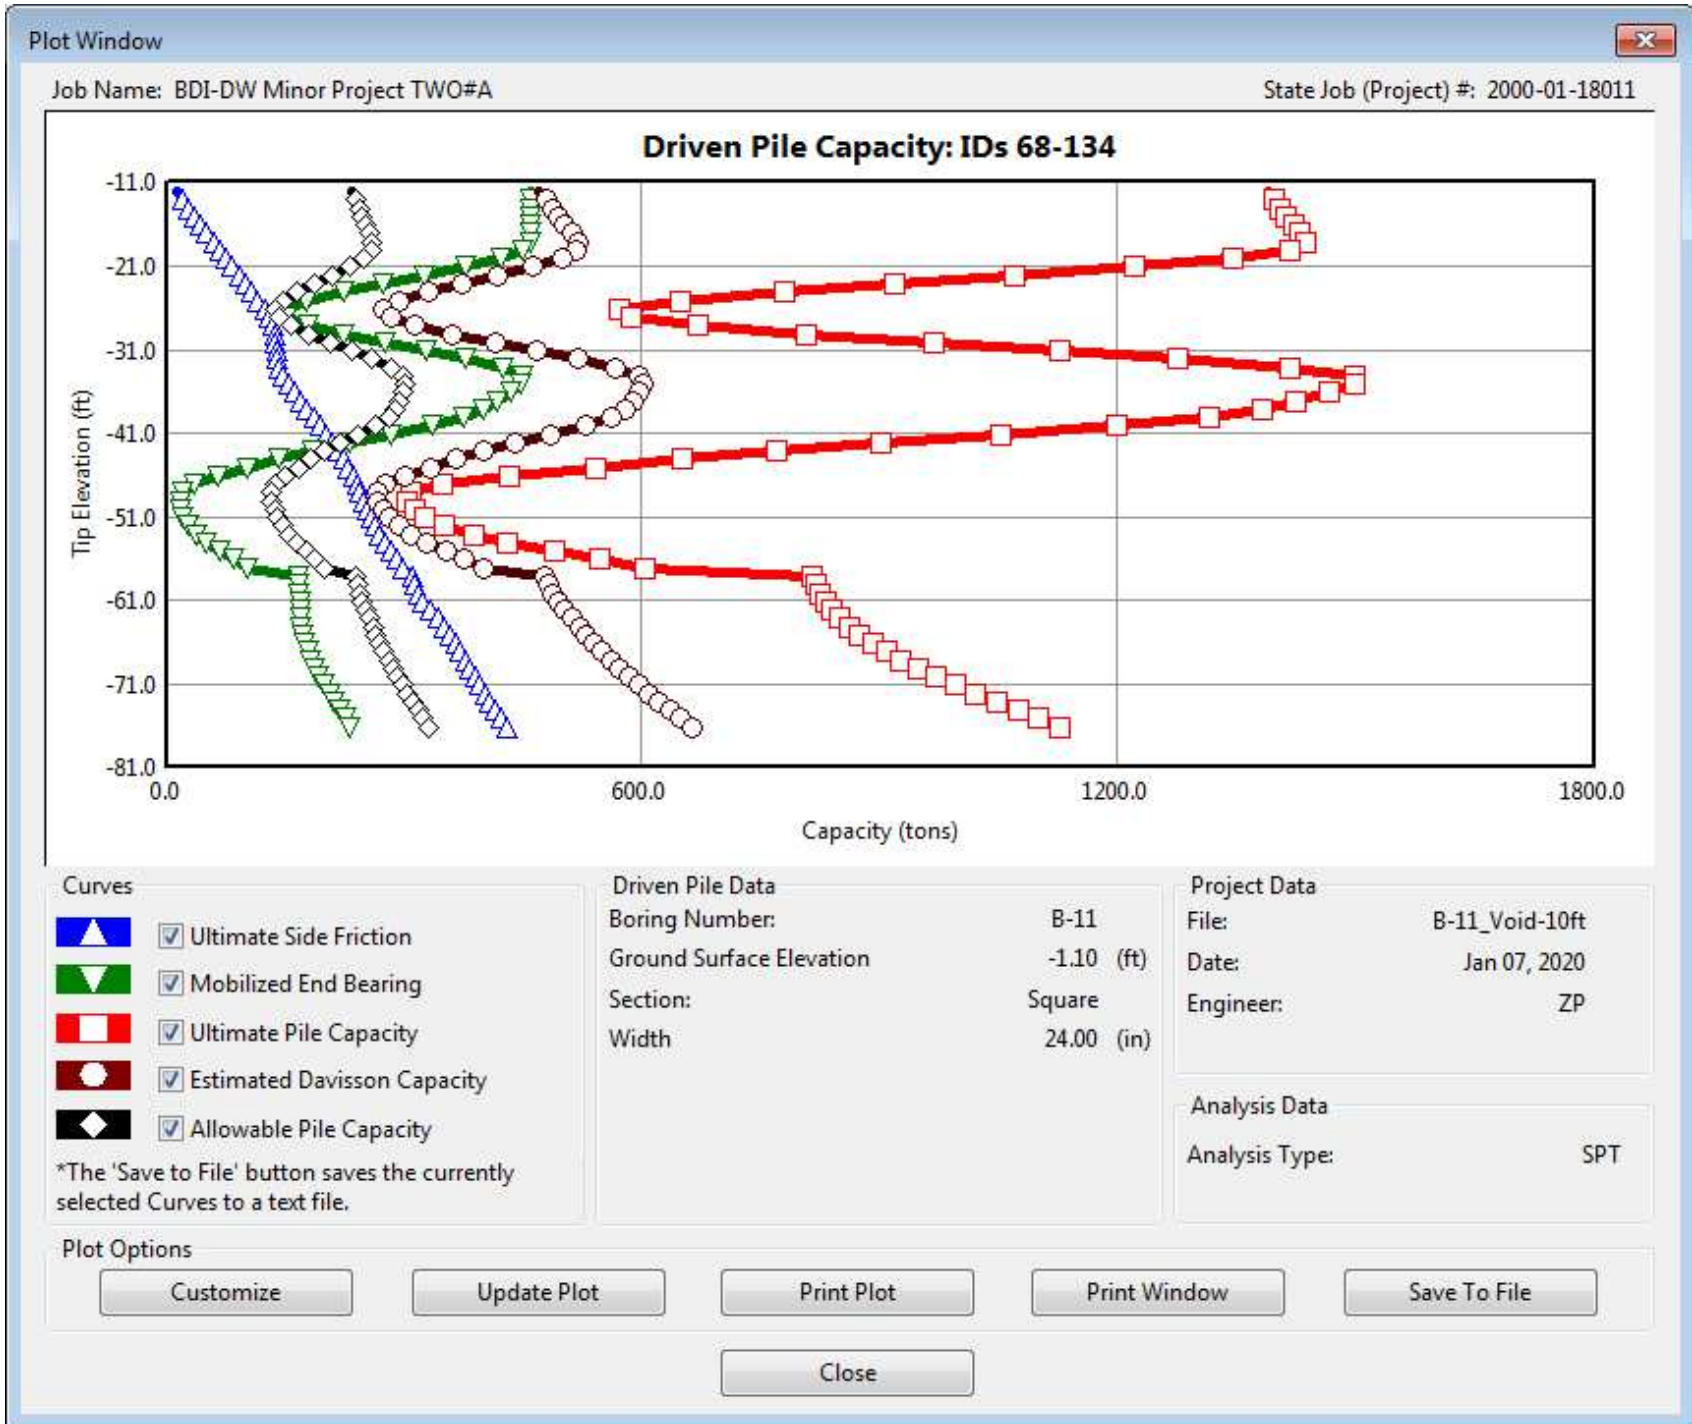 Plot Window
Job Name: BDI-DW Minor Project TWO#A
State Job (Project) #: 2000-01-18011
Driven Pile Capacity: IDs 68-134
-11.0
-21.0
-31.0
-41.0
-51.0
-61.0
-71.0
-81.0
Tip Elevation (ft)
0.0
600.0
1200.0
1800.0
Capacity (tons)
Curves
Ultimate Side Friction
Mobilized End Bearing
Ultimate Pile Capacity
Estimated Davisson Capacity
Allowable Pile Capacity
*The 'Save to File' button saves the currently
selected Curves to a text file.
Driven Pile Data
Boring Number: B-11
Ground Surface Elevation -1.10 (ft)
Section: Square
Width 24.00 (in)
Project Data
File: B-11_Void-10ft
Date: Jan 07, 2020
Engineer: ZP
Analysis Data
Analysis Type: SPT
Plot Options
Customize
Update Plot
Print Plot
Print Window
Save To File
Close